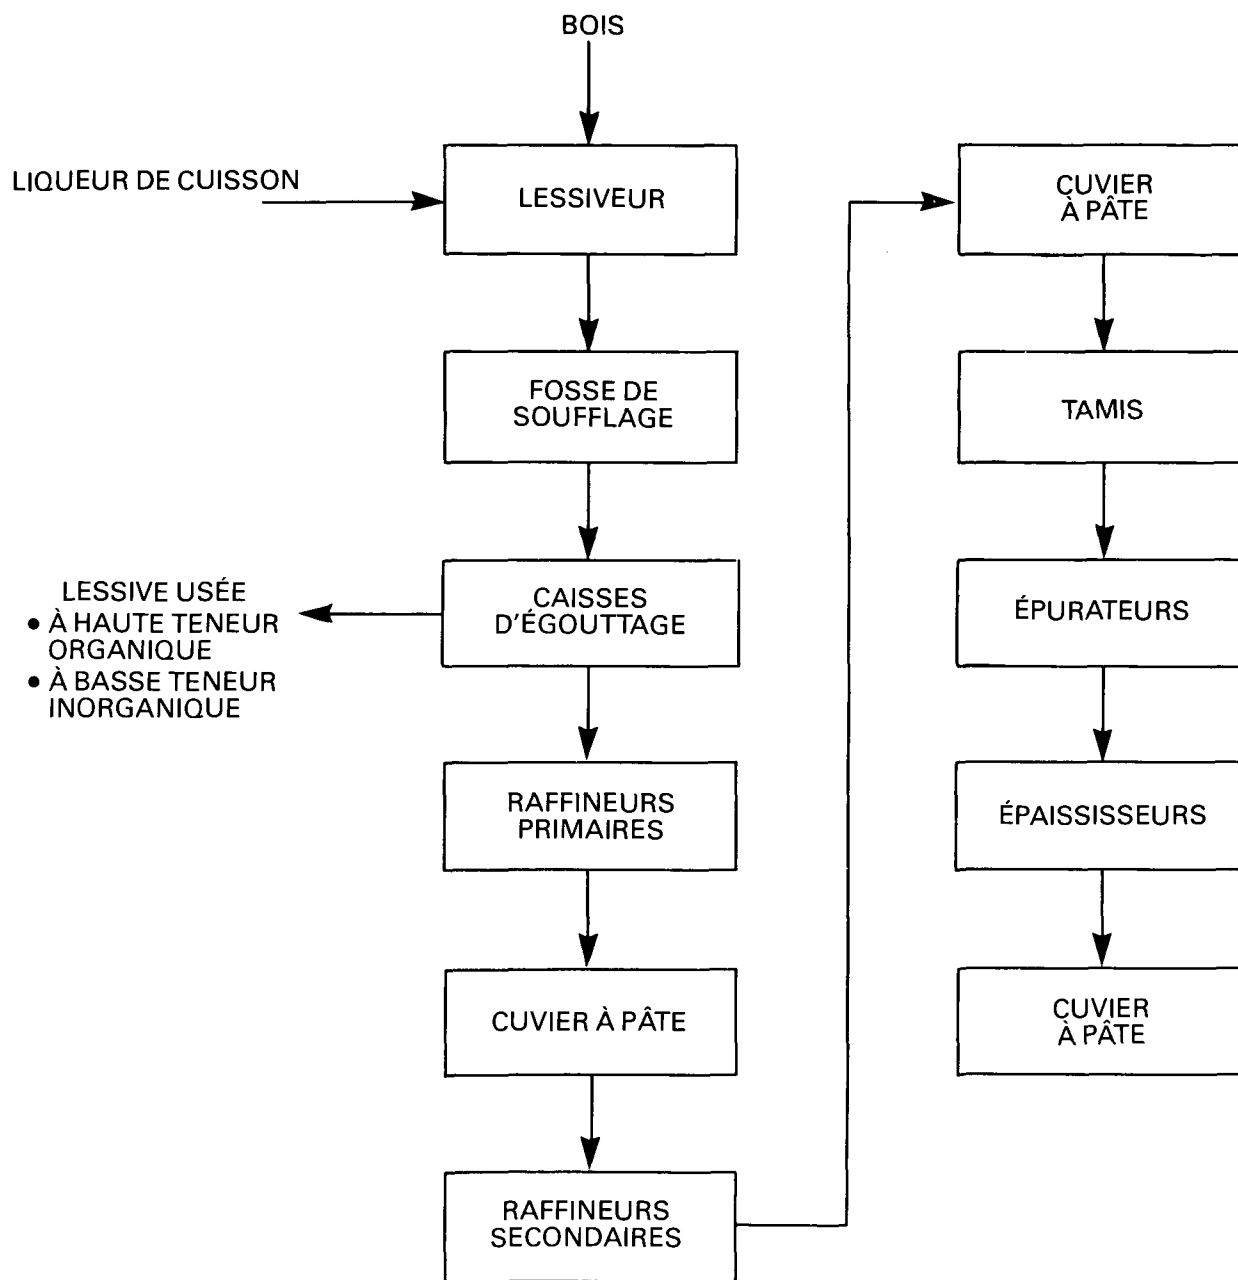 BOIS
LIQUEUR DE CUISSON
LESSIVEUR
FOSSE DE
SOUFFLAGE
CAISSES
D'ÉGOUTTAGE
LESSIVE USÉE
• À HAUTE TENEUR
ORGANIQUE
• À BASSE TENEUR
INORGANIQUE
RAFFINEURS
PRIMAIRES
CUVIER À PÂTE
RAFFINEURS
SECONDAIRES
CUVIER
À PÂTE
TAMIS
ÉPURATEURS
ÉPAISSISSEURS
CUVIER
À PÂTE